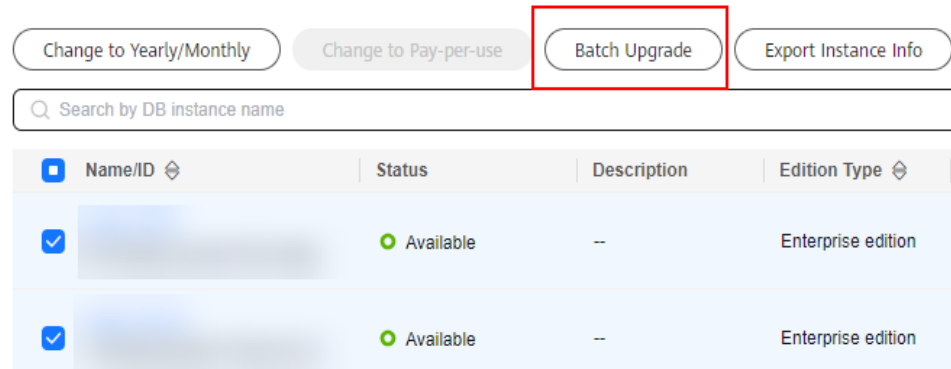 Change to Yearly/Monthly Change to Pay-per-use Batch Upgrade Export Instance Info
Search by DB instance name
Name/ID Status Description Edition Type
Available -- Enterprise edition
Available -- Enterprise edition